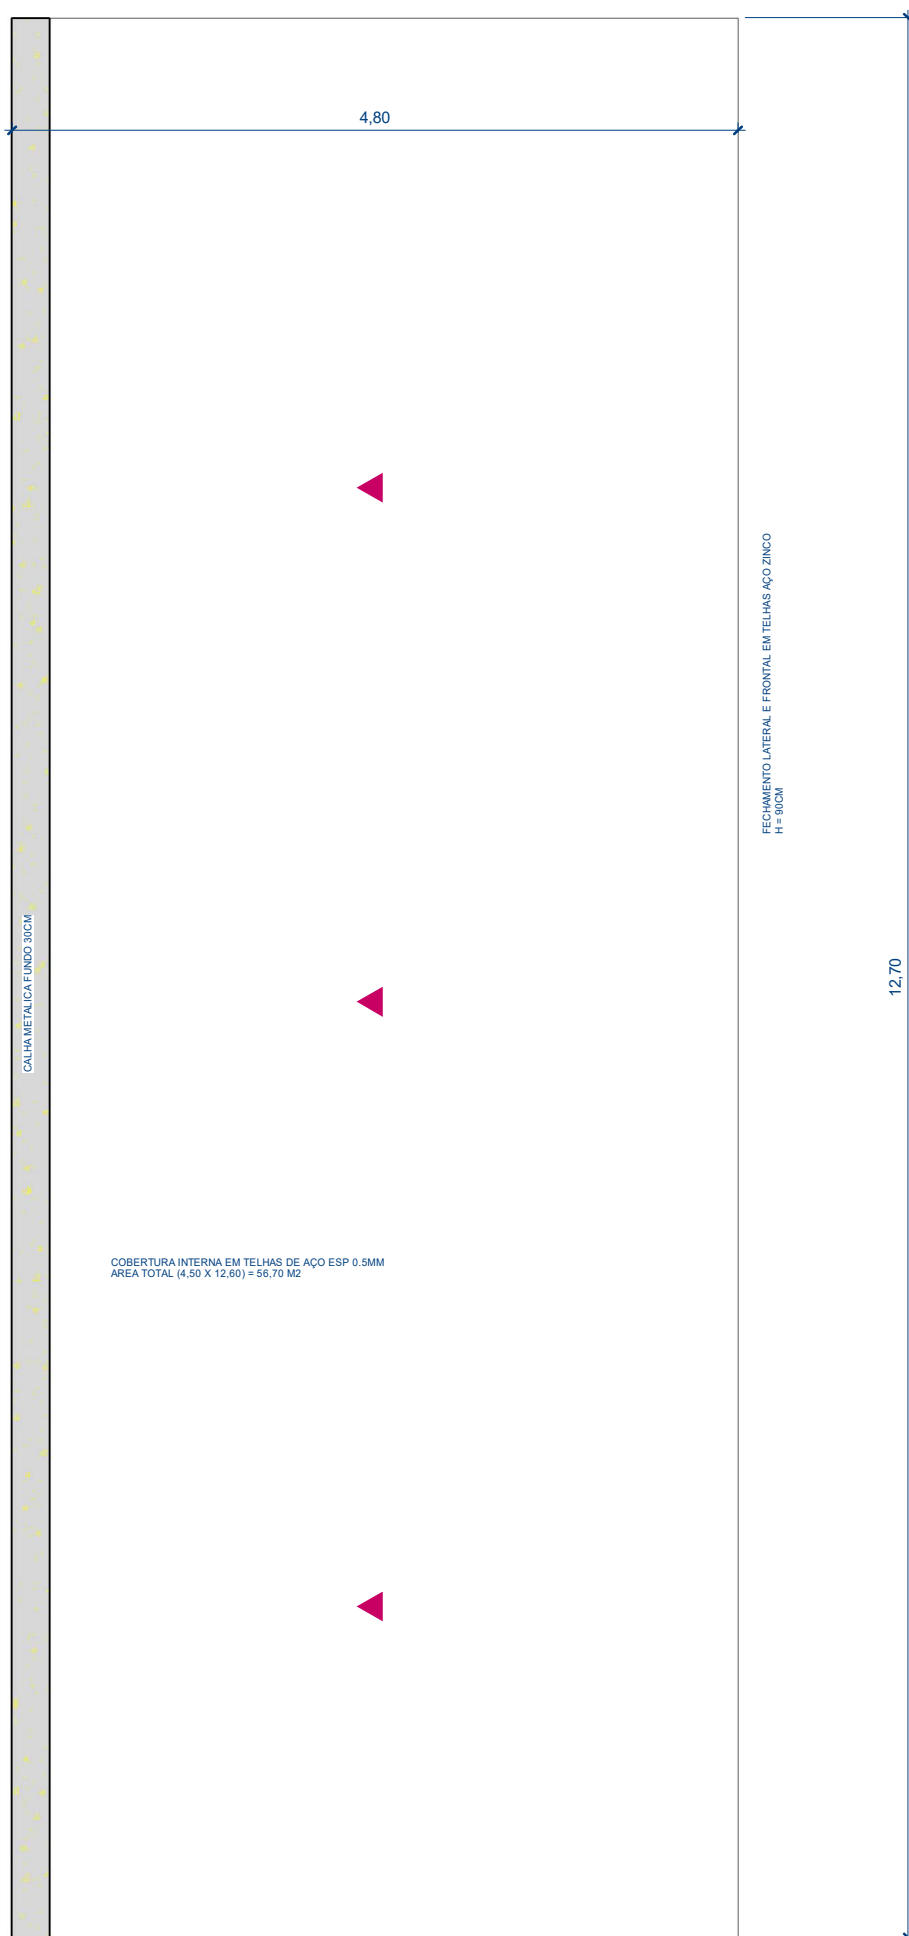 4,80
FECHAMENTO LATERAL E FRONTAL EM TELHAS AÇO ZINCO
H = 90CM
CALHA METALICA FUNDO 30CM
12,70
COBERTURA INTERNA EM TELHAS DE AÇO ESP 0.5MM
AREA TOTAL (4,50 X 12,60) = 56,70 M2